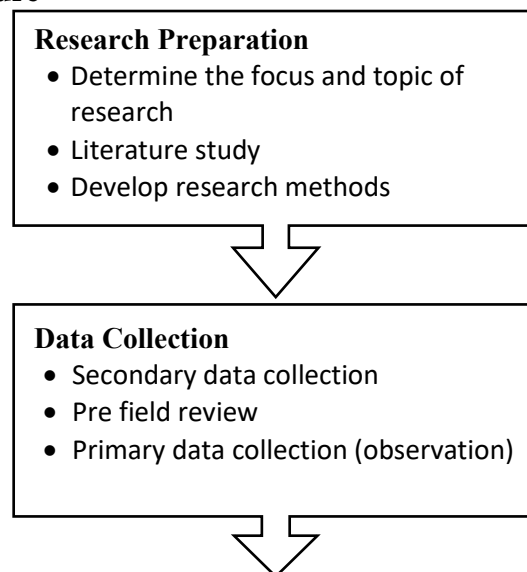 Research Preparation
• Determine the focus and topic of
research
• Literature study
• Develop research methods
Data Collection
• Secondary data collection
• Pre field review
• Primary data collection (observation)